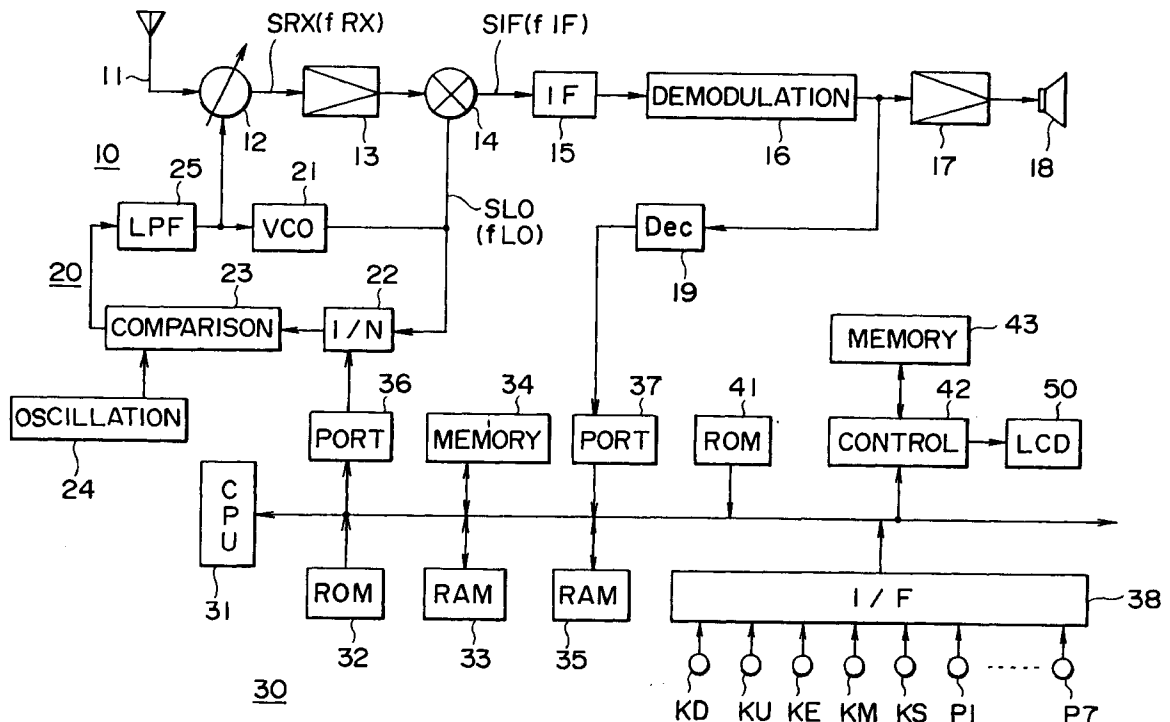 SRX(f RX)
SIF(f IF)
11
12
13
14
IF
15
DEMODULATION
16
17
18
10
25
LPF
21
VCO
SLO
(f LO)
Dec
19
20
23
COMPARISON
22
I/N
MEMORY
43
OSCILLATION
24
36
PORT
34
MEMORY
37
PORT
41
ROM
42
CONTROL
50
LCD
CPU
31
ROM
32
RAM
33
RAM
35
I/F
38
30
KD
KU
KE
KM
KS
P1
P7